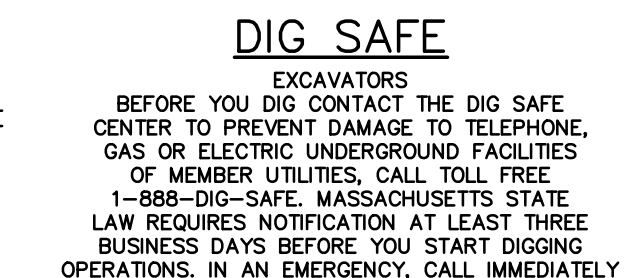 DIG SAFE
EXCAVATORS
BEFORE YOU DIG CONTACT THE DIG SAFE
CENTER TO PREVENT DAMAGE TO TELEPHONE,
GAS OR ELECTRIC UNDERGROUND FACILITIES
OF MEMBER UTILITIES, CALL TOLL FREE
1-888-DIG-SAFE. MASSACHUSETTS STATE
LAW REQUIRES NOTIFICATION AT LEAST THREE
BUSINESS DAYS BEFORE YOU START DIGGING
OPERATIONS. IN AN EMERGENCY, CALL IMMEDIATELY